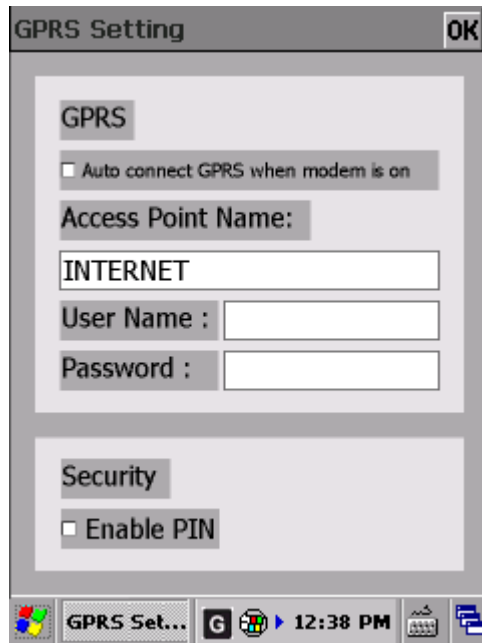 GPRS Setting OK
GPRS
Auto connect GPRS when modem is on
Access Point Name:
INTERNET
User Name :
Password :
Security
Enable PIN
GPRS Set... G 12:38 PM